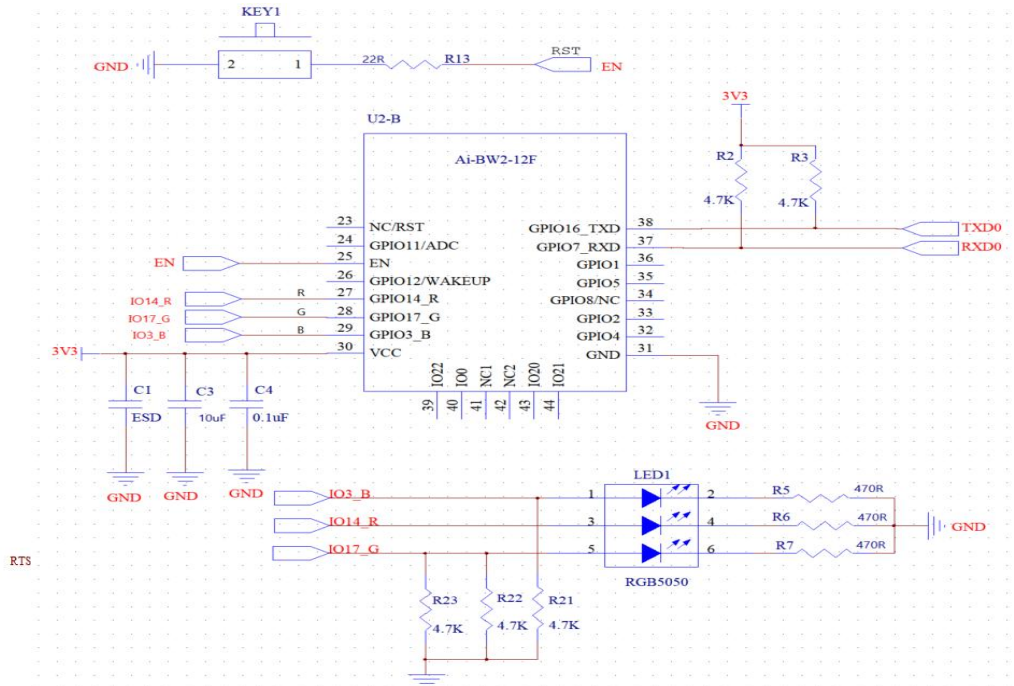 KEY1
GND
2
1
22R
R13
RST
EN
U2-B
Ai-BW2-12F
3V3
R2
R3
4.7K
4.7K
23
NC/RST
24
GPIO11/ADC
EN
25
EN
26
GPIO12/WAKEUP
IO14_R
R
27
GPIO14_R
IO17_G
G
28
GPIO17_G
IO3_B
B
29
GPIO3_B
3V3
30
VCC
GPIO16_TXD
38
TXD0
GPIO7_RXD
37
RXD0
GPIO1
36
GPIO5
35
GPIO8/NC
34
GPIO2
33
GPIO4
32
GND
31
IO22
IO0
NC1
NC2
IO20
IO21
39
40
41
42
43
44
C1
ESD
C3
10uF
C4
0.1uF
GND
GND
GND
GND
LED1
IO3_B
1
2
R5
470R
IO14_R
3
4
R6
470R
GND
IO17_G
5
6
R7
470R
RGB5050
RTS
R23
4.7K
R22
4.7K
R21
4.7K